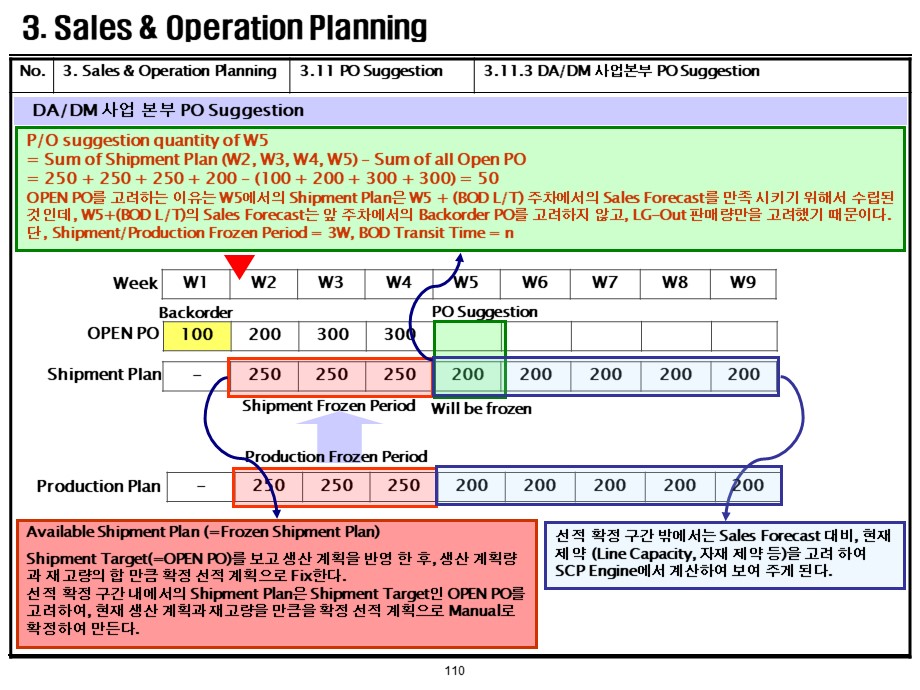 3. Sales & Operation Planning
No. 3. Sales & Operation Planning 3.11 PO Suggestion 3.11.3 DA/DM 사업본부 PO Suggestion
DA/DM 사업 본부 PO Suggestion
P/O suggestion quantity of W5
= Sum of Shipment Plan (W2, W3, W4, W5) – Sum of all Open PO
= 250 + 250 + 250 + 200 – (100 + 200 + 300 + 300) = 50
OPEN PO를 고려하는 이유는 W5에서의 Shipment Plan은 W5 + (BOD L/T) 주차에서의 Sales Forecast를 만족 시키기 위해서 수립된
것인데, W5+(BOD L/T)의 Sales Forecast는 앞 주차에서의 Backorder PO를 고려하지 않고, LG-Out 판매량만을 고려했기 때문이다.
단, Shipment/Production Frozen Period = 3W, BOD Transit Time = n
Week W1 W2 W3 W4 W5 W6 W7 W8 W9
Backorder PO Suggestion
OPEN PO 100 200 300 300
Shipment Plan – 250 250 250 200 200 200 200 200
Shipment Frozen Period Will be frozen
Production Frozen Period
Production Plan – 250 250 250 200 200 200 200 200
Available Shipment Plan (=Frozen Shipment Plan)
Shipment Target(=OPEN PO)를 보고 생산 계획을 반영 한 후, 생산 계획량
과 재고량의 합 만큼 확정 선적 계획으로 Fix한다.
선적 확정 구간 내에서의 Shipment Plan은 Shipment Target인 OPEN PO를
고려하여, 현재 생산 계획과 재고량을 만큼을 확정 선적 계획으로 Manual로
확정하여 만든다.
선적 확정 구간 밖에서는 Sales Forecast 대비, 현재
제약 (Line Capacity, 자재 제약 등)을 고려 하여
SCP Engine에서 계산하여 보여 주게 된다.
110